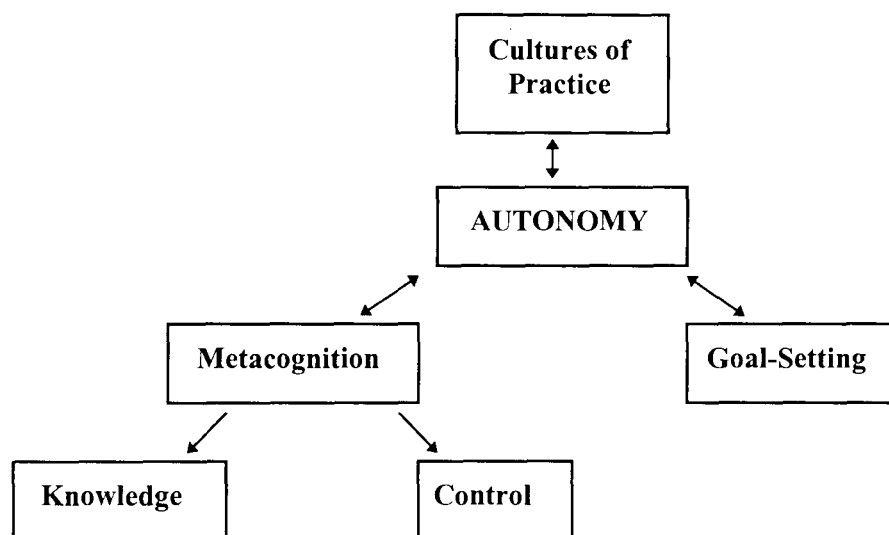 Cultures of
Practice
AUTONOMY
Metacognition
Goal-Setting
Knowledge
Control